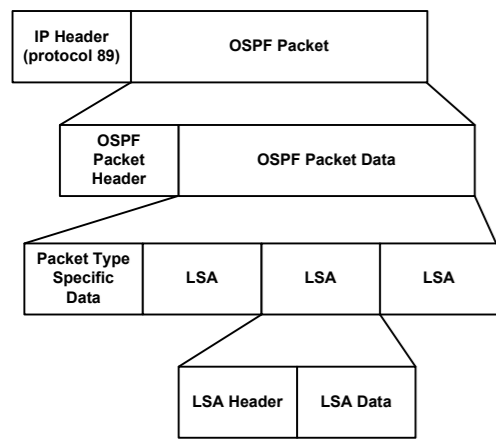 IP Header
(protocol 89)
OSPF Packet
OSPF
Packet
Header
OSPF Packet Data
Packet Type
Specific
Data
LSA
LSA
LSA
LSA Header
LSA Data